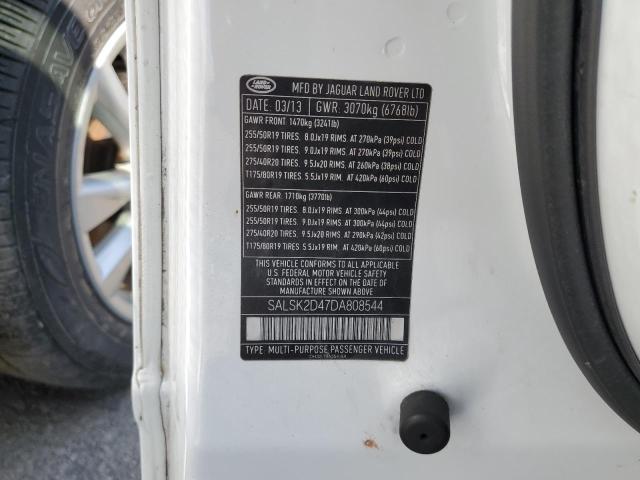 LAND ROVER
MFD BY JAGUAR LAND ROVER LTD
DATE: 03/13 GWR: 3070kg (6768lb)
GAWR FRONT: 1470kg (3241lb)
255/50R19 TIRES. 8.0Jx19 RIMS. AT 270kPa (39psi) COLD
255/50R19 TIRES. 9.0Jx19 RIMS. AT 270kPa (39psi) COLD
275/40R20 TIRES. 9.5Jx20 RIMS. AT 260kPa (38psi) COLD
T175/80R19 TIRES. 5.5Jx19 RIM. AT 420kPa (60psi) COLD
GAWR REAR: 1710kg (3770lb)
255/50R19 TIRES. 8.0Jx19 RIMS. AT 300kPa (44psi) COLD
255/50R19 TIRES. 9.0Jx19 RIMS. AT 300kPa (44psi) COLD
275/40R20 TIRES. 9.5Jx20 RIMS. AT 290kPa (42psi) COLD
T175/80R19 TIRES. 5.5Jx19 RIM. AT 420kPa (60psi) COLD
THIS VEHICLE CONFORMS TO ALL APPLICABLE
U.S. FEDERAL MOTOR VEHICLE SAFETY
STANDARDS IN EFFECT ON THE DATE
OF MANUFACTURE SHOWN ABOVE
SALSK2D47DA808544
TYPE: MULTI-PURPOSE PASSENGER VEHICLE